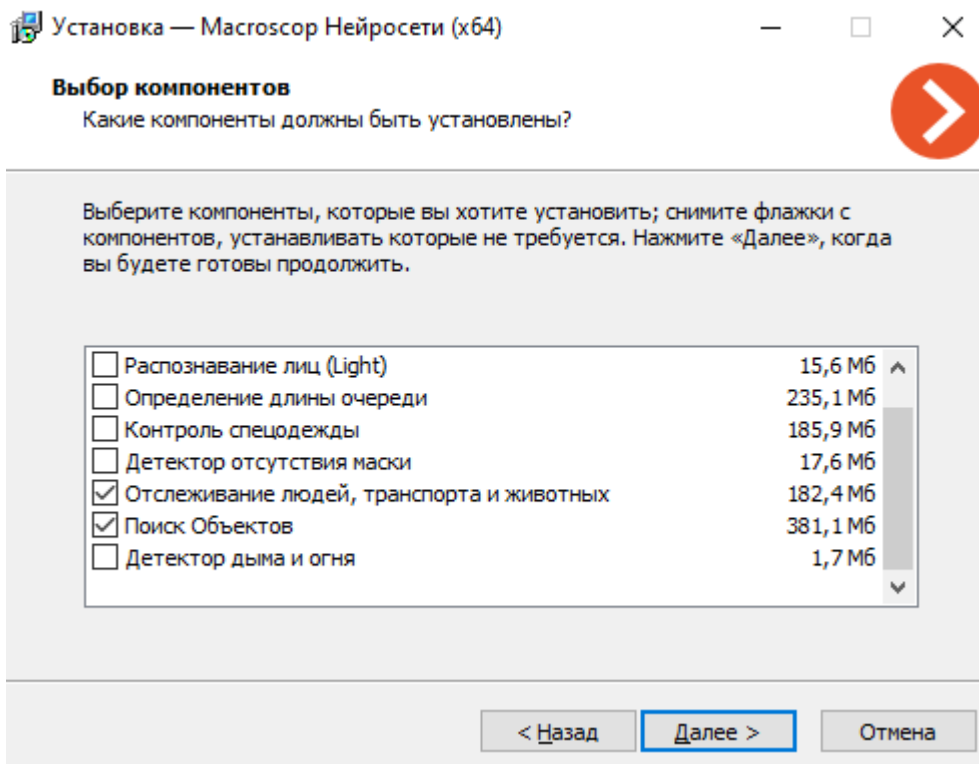 Установка — Macroscop Нейросети (x64)
Выбор компонентов
Какие компоненты должны быть установлены?
Выберите компоненты, которые вы хотите установить; снимите флажки с
компонентов, устанавливать которые не требуется. Нажмите «Далее», когда
вы будете готовы продолжить.
Распознавание лиц (Light) 15,6 Мб
Определение длины очереди 235,1 Мб
Контроль спецодежды 185,9 Мб
Детектор отсутствия маски 17,6 Мб
Отслеживание людей, транспорта и животных 182,4 Мб
Поиск Объектов 381,1 Мб
Детектор дыма и огня 1,7 Мб
< Назад Далее > Отмена